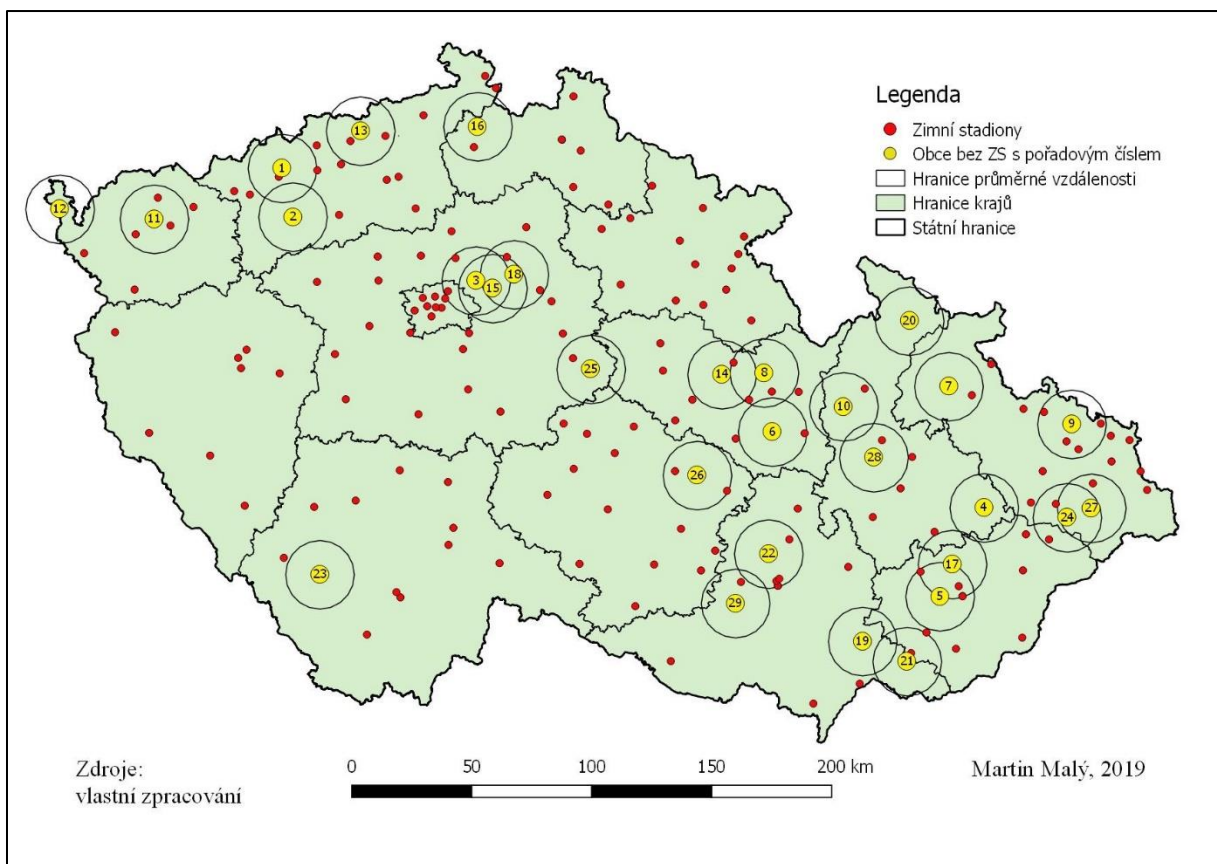 Legenda
Zimní stadiony
Obce bez ZS s pořadovým číslem
Hranice průměrné vzdálenosti
Hranice krajů
Státní hranice
13
16
1
12
11
2
3
18
15
20
25
14
8
7
10
9
6
28
26
4
24
27
22
17
23
5
29
19
21
Zdroje:
vlastní zpracování
0 50 100 150 200 km
Martin Malý, 2019